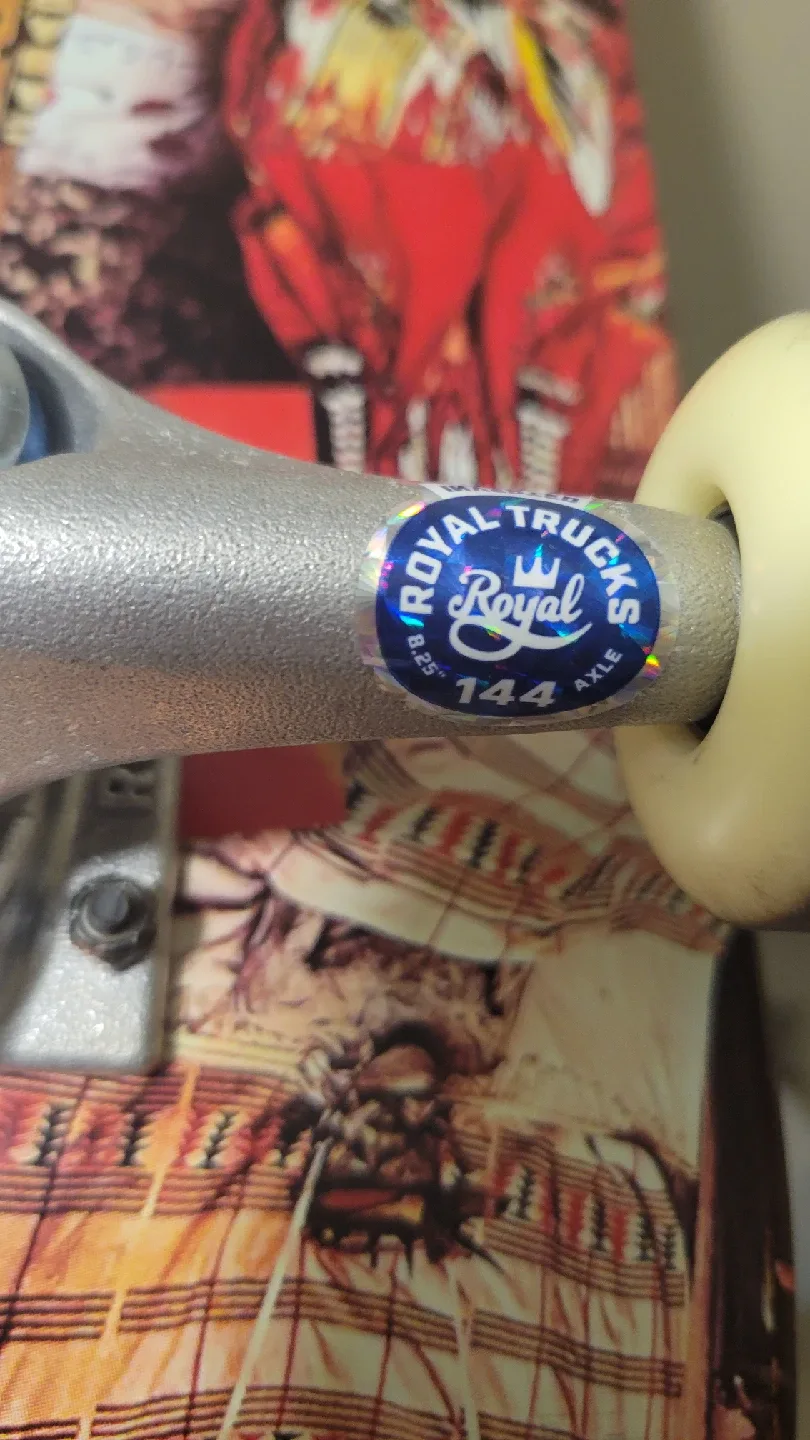 ROYAL TRUCKS
Royal
8.25" 144 AXLE